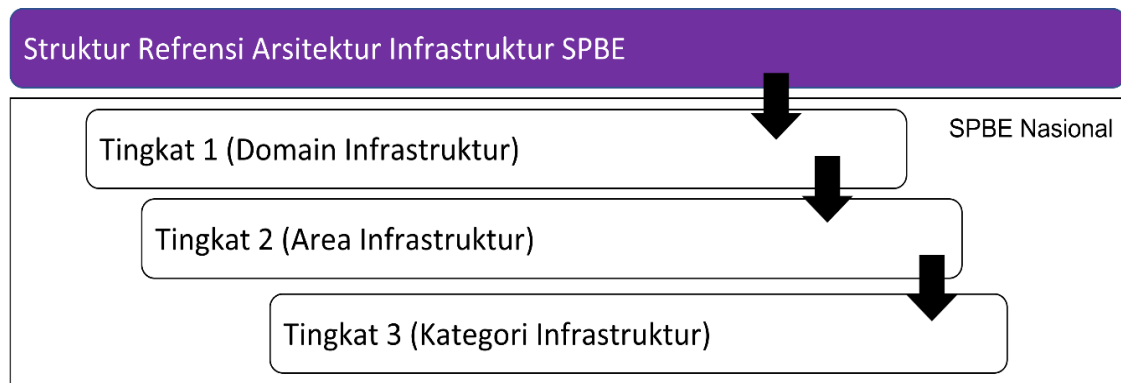 Struktur Refrensi Arsitektur Infrastruktur SPBE
SPBE Nasional
Tingkat 1 (Domain Infrastruktur)
Tingkat 2 (Area Infrastruktur)
Tingkat 3 (Kategori Infrastruktur)